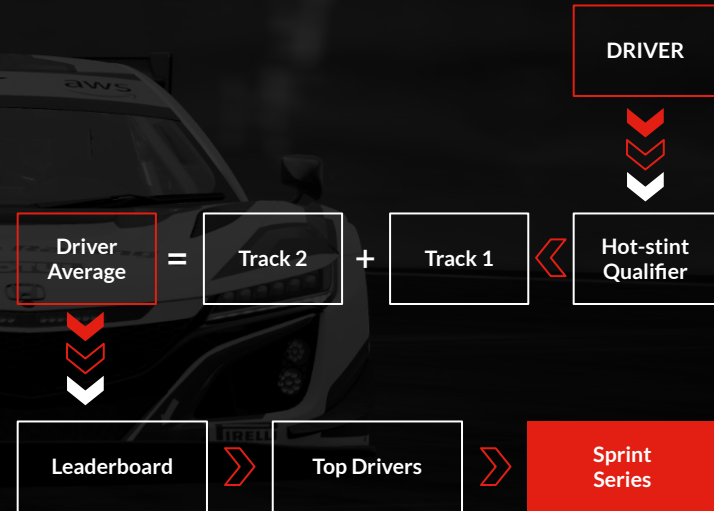 DRIVER
aws
Driver
Average
=
Track 2
+
Track 1
Hot-stint
Qualifier
PIRELLI
Leaderboard
Top Drivers
Sprint
Series